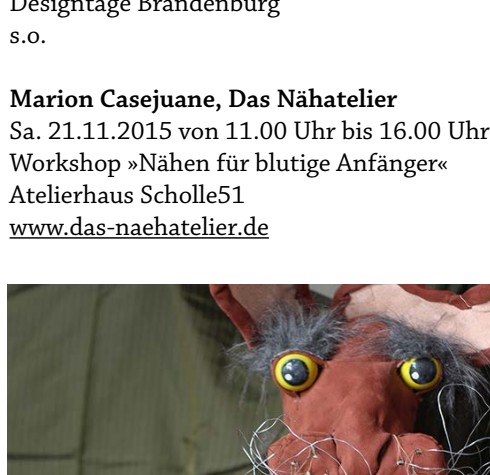 Designtage Brandenburg
s.o.
Marion Casejuane, Das Nähatelier
Sa. 21.11.2015 von 11.00 Uhr bis 16.00 Uhr
Workshop »Nähen für blutige Anfänger«
Atelierhaus Scholle51
www.das-naehatelier.de